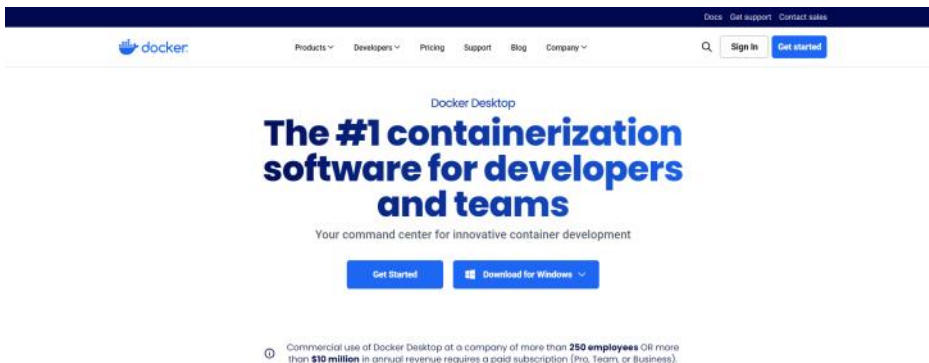 Docs Get support Contact sales
docker
Products Developers Pricing Support Blog Company Sign In Get started
Docker Desktop
The #1 containerization
software for developers
and teams
Your command center for innovative container development
Get Started Download for Windows
Commercial use of Docker Desktop at a company of more than 250 employees OR more
than $10 million in annual revenue requires a paid subscription (Pro, Team, or Business).